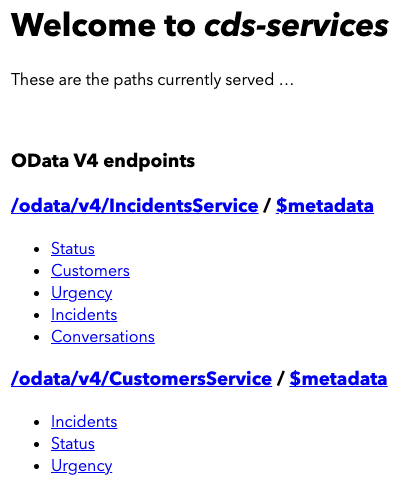 Welcome to cds-services
These are the paths currently served …
OData V4 endpoints
/odata/v4/IncidentsService / $metadata
• Status
• Customers
• Urgency
• Incidents
• Conversations
/odata/v4/CustomersService / $metadata
• Incidents
• Status
• Urgency